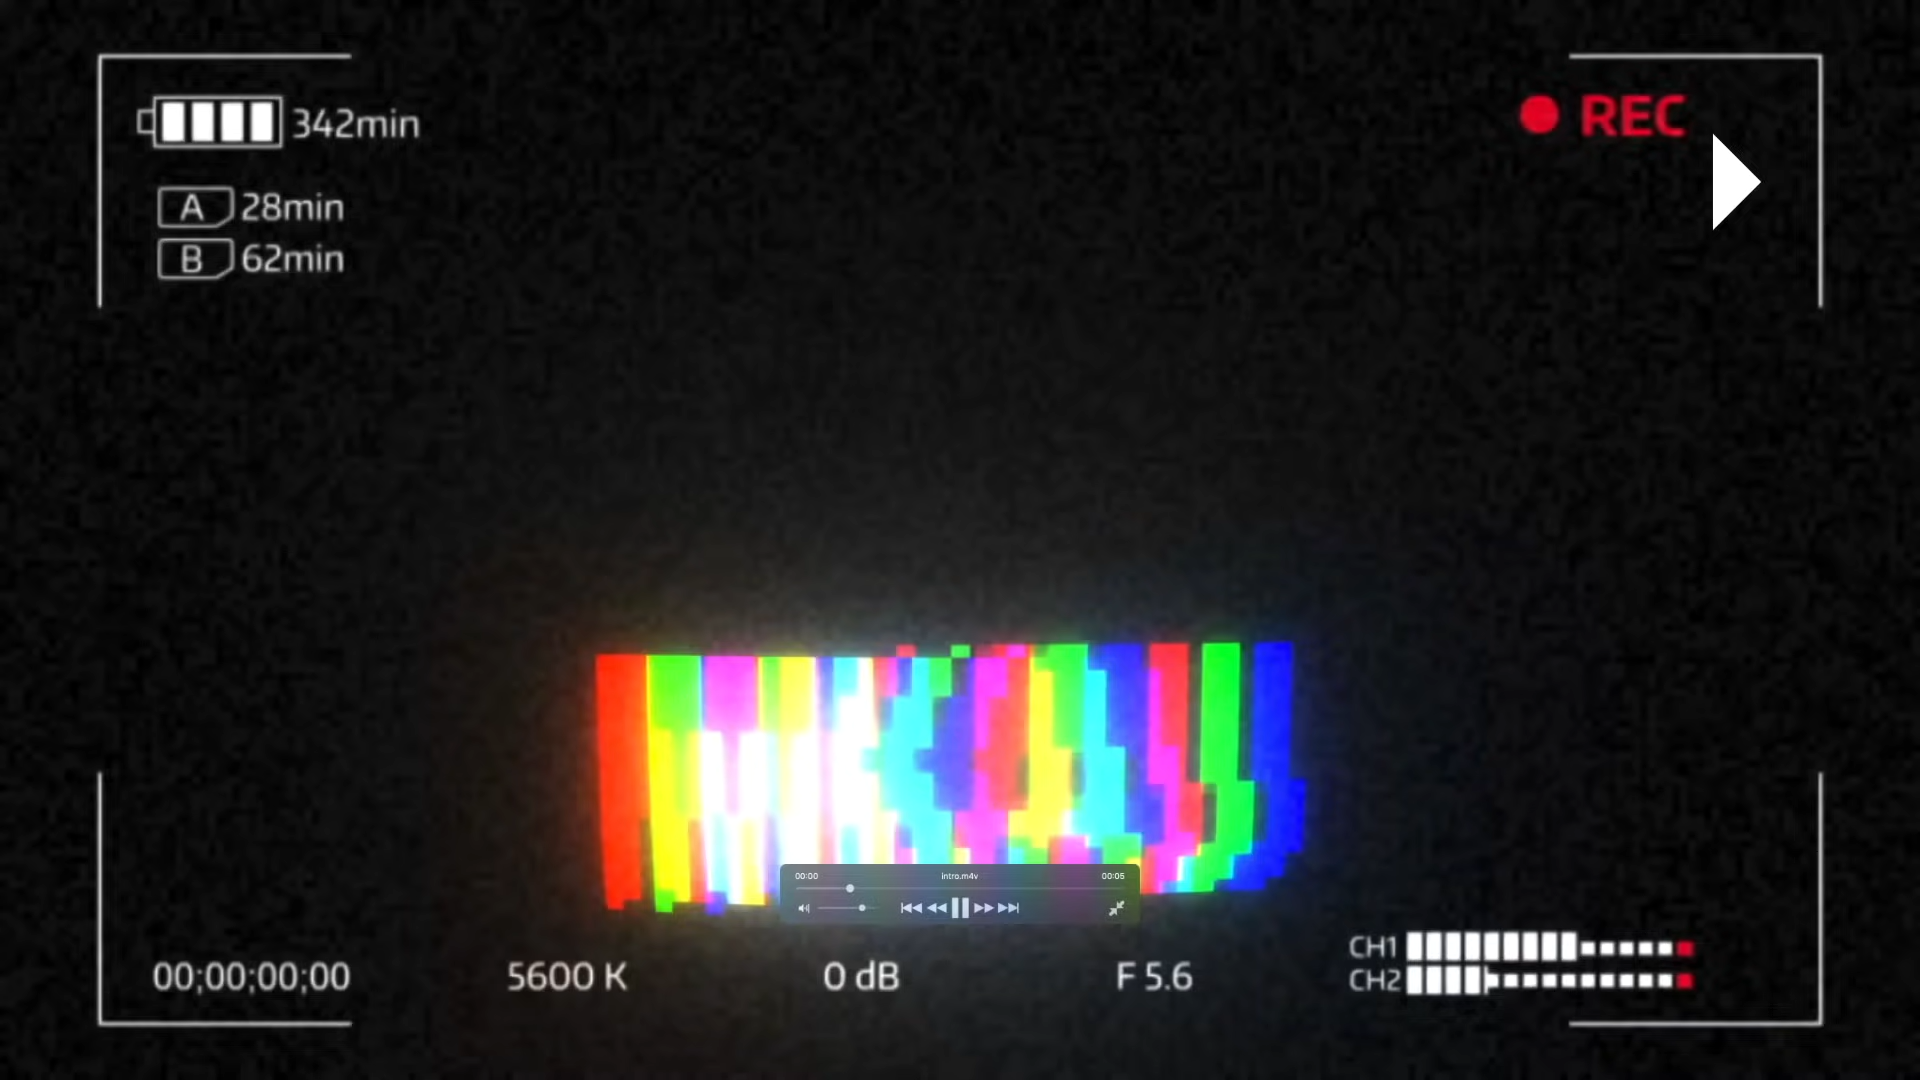 342min
REC
A 28min
B 62min
00:00 intro.m4v 00:05
CH1
00;00;00;00 5600 K 0 dB F 5.6 CH2